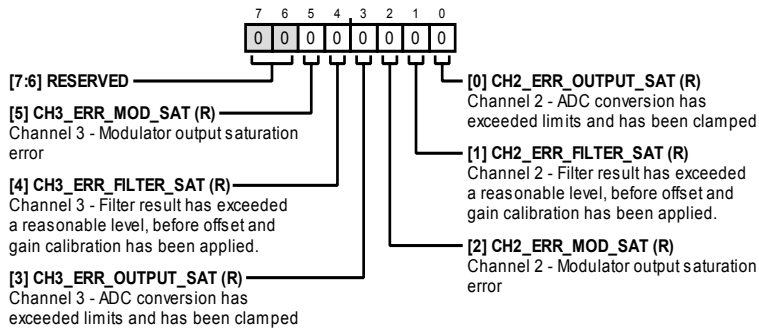 7 6 5 4 3 2 1 0
0 0 0 0 0 0 0 0
[7:6] RESERVED
[5] CH3_ERR_MOD_SAT (R)
Channel 3 - Modulator output saturation
error
[4] CH3_ERR_FILTER_SAT (R)
Channel 3 - Filter result has exceeded
a reasonable level, before offset and
gain calibration has been applied.
[3] CH3_ERR_OUTPUT_SAT (R)
Channel 3 - ADC conversion has
exceeded limits and has been clamped
[0] CH2_ERR_OUTPUT_SAT (R)
Channel 2 - ADC conversion has
exceeded limits and has been clamped
[1] CH2_ERR_FILTER_SAT (R)
Channel 2 - Filter result has exceeded
a reasonable level, before offset and
gain calibration has been applied.
[2] CH2_ERR_MOD_SAT (R)
Channel 2 - Modulator output saturation
error